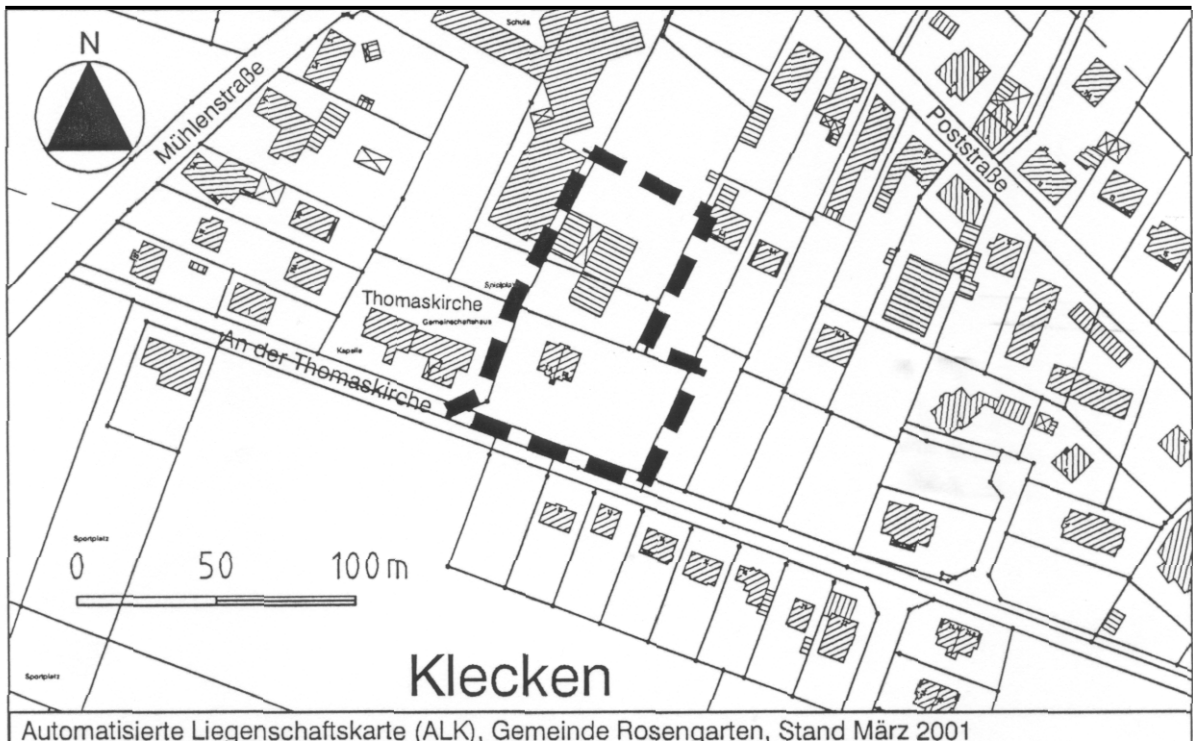 Schule
N
Mühlenstraße
Poststraße
Spielplatz
Thomaskirche
Gemeinschaftshaus
Kapelle
An der Thomaskirche
Sportplatz
0 50 100 m
Sportplatz
Klecken
Automatisierte Liegenschaftskarte (ALK), Gemeinde Rosengarten, Stand März 2001